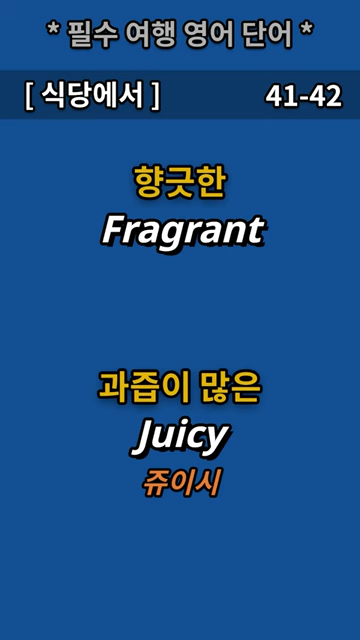 * 필수 여행 영어 단어 *
[ 식당에서 ] 41-42
향긋한
Fragrant
과즙이 많은
Juicy
쥬이시